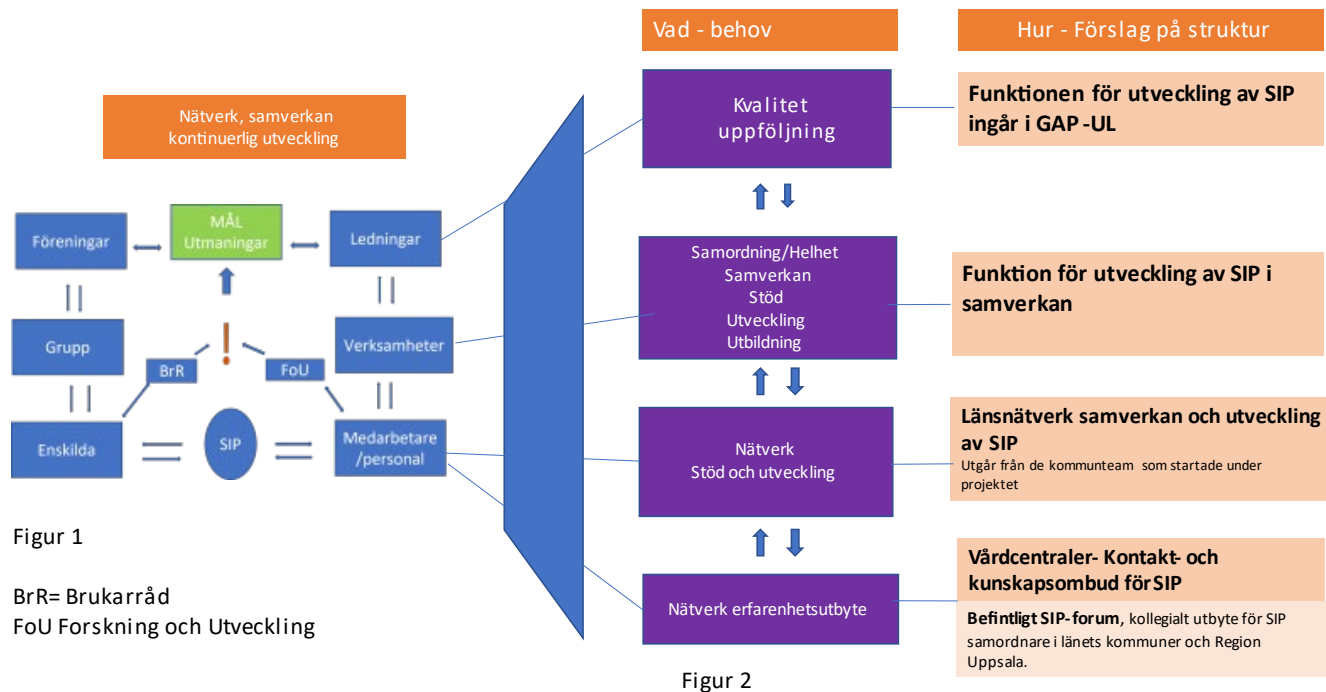 Vad - behov
Hur - Förslag på struktur
Nätverk, samverkan
kontinuerlig utveckling
Föreningar
MÅL
Utmaningar
Ledningar
Grupp
BrR
!
FoU
Verksamheter
Enskilda
SIP
Medarbetare
/personal
Figur 1
BrR= Brukarråd
FoU Forskning och Utveckling
Kvalitet
uppföljning
Funktionen för utveckling av SIP
ingår i GAP -UL
Samordning/Helhet
Samverkan
Stöd
Utveckling
Utbildning
Funktion för utveckling av SIP i
samverkan
Nätverk
Stöd och utveckling
Länsnätverk samverkan och utveckling
av SIP
Utgår från de kommunteam som startade under
projektet
Nätverk erfarenhetsutbyte
Vårdcentraler- Kontakt- och
kunskapsombud för SIP
Befintligt SIP-forum, kollegialt utbyte för SIP
samordnare i länets kommuner och Region
Uppsala.
Figur 2